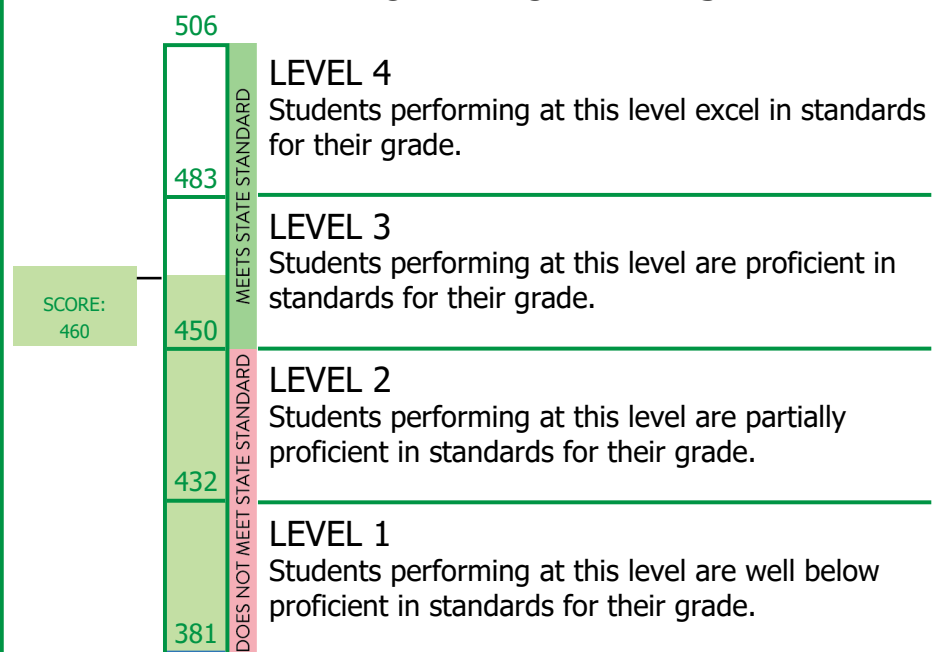 506
LEVEL 4
Students performing at this level excel in standards
for their grade.
483
MEETS STATE STANDARD
LEVEL 3
Students performing at this level are proficient in
standards for their grade.
SCORE:
460
450
LEVEL 2
Students performing at this level are partially
proficient in standards for their grade.
432
DOES NOT MEET STATE STANDARD
LEVEL 1
Students performing at this level are well below
proficient in standards for their grade.
381